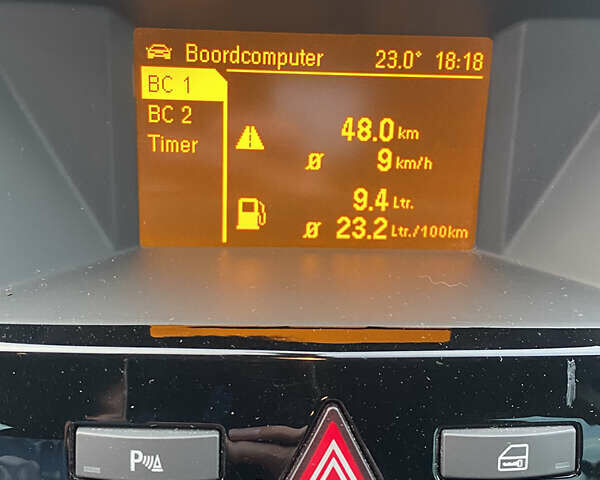 Boordcomputer 23.0° 18:18
BC 1
BC 2
Timer
48.0 km
Ø 9 km/h
9.4 Ltr.
Ø 23.2 Ltr./100km
P